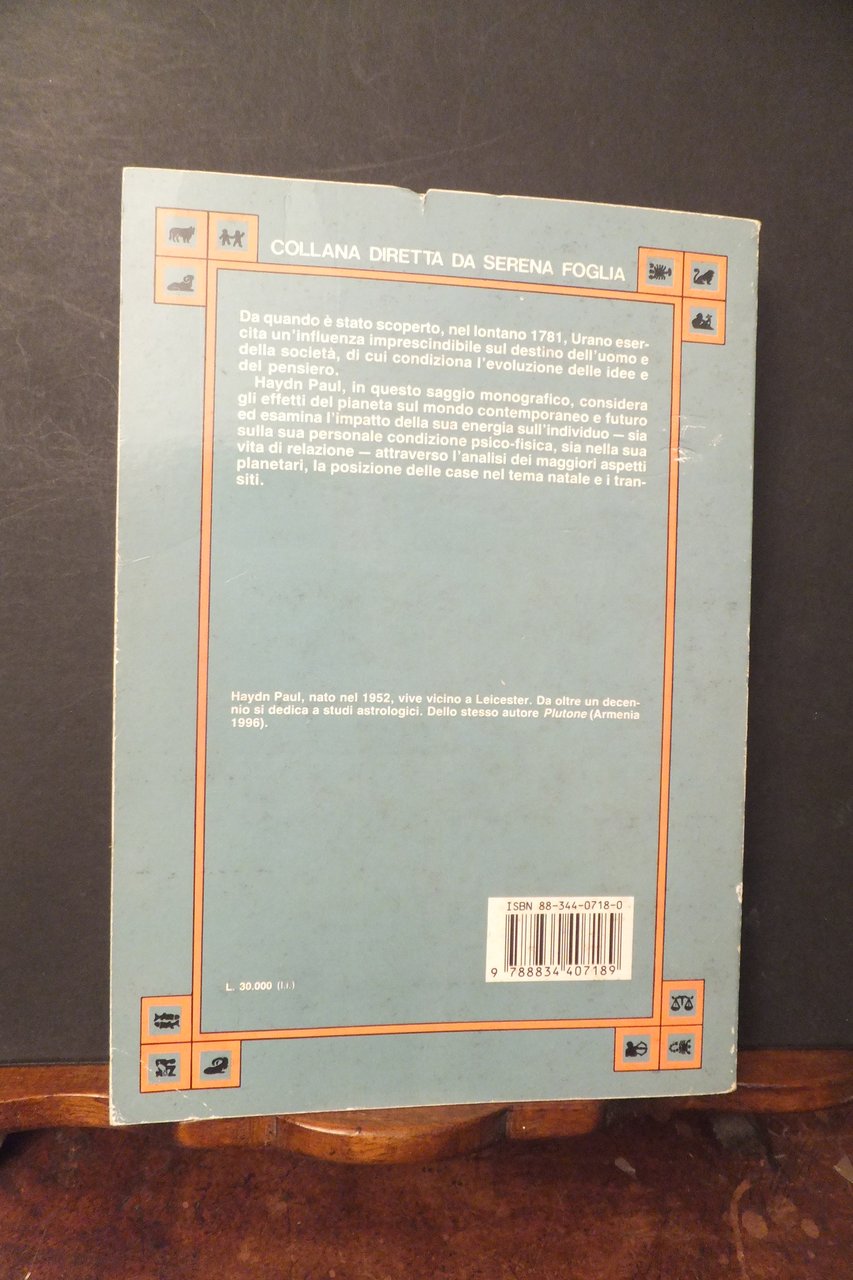 COLLANA DIRETTA DA SERENA FOGLIA
Da quando è stato scoperto, nel lontano 1781, Urano eser-
cita un'influenza imprescindibile sul destino dell'uomo e
della società, di cui condiziona l'evoluzione delle idee e
del pensiero.
Haydn Paul, in questo saggio monografico, considera
gli effetti del pianeta sul mondo contemporaneo e futuro
ed esamina l'impatto della sua energia sull'individuo — sia
sulla sua personale condizione psico-fisica, sia nella sua
vita di relazione — attraverso l'analisi dei maggiori aspetti
planetari, la posizione delle case nel tema natale e i tran-
siti.
Haydn Paul, nato nel 1952, vive vicino a Leicester. Da oltre un decen-
nio si dedica a studi astrologici. Dello stesso autore Plutone (Armenia
1996).
ISBN 88-344-0718-0
9 788834 407189
L. 30.000 (i.i.)